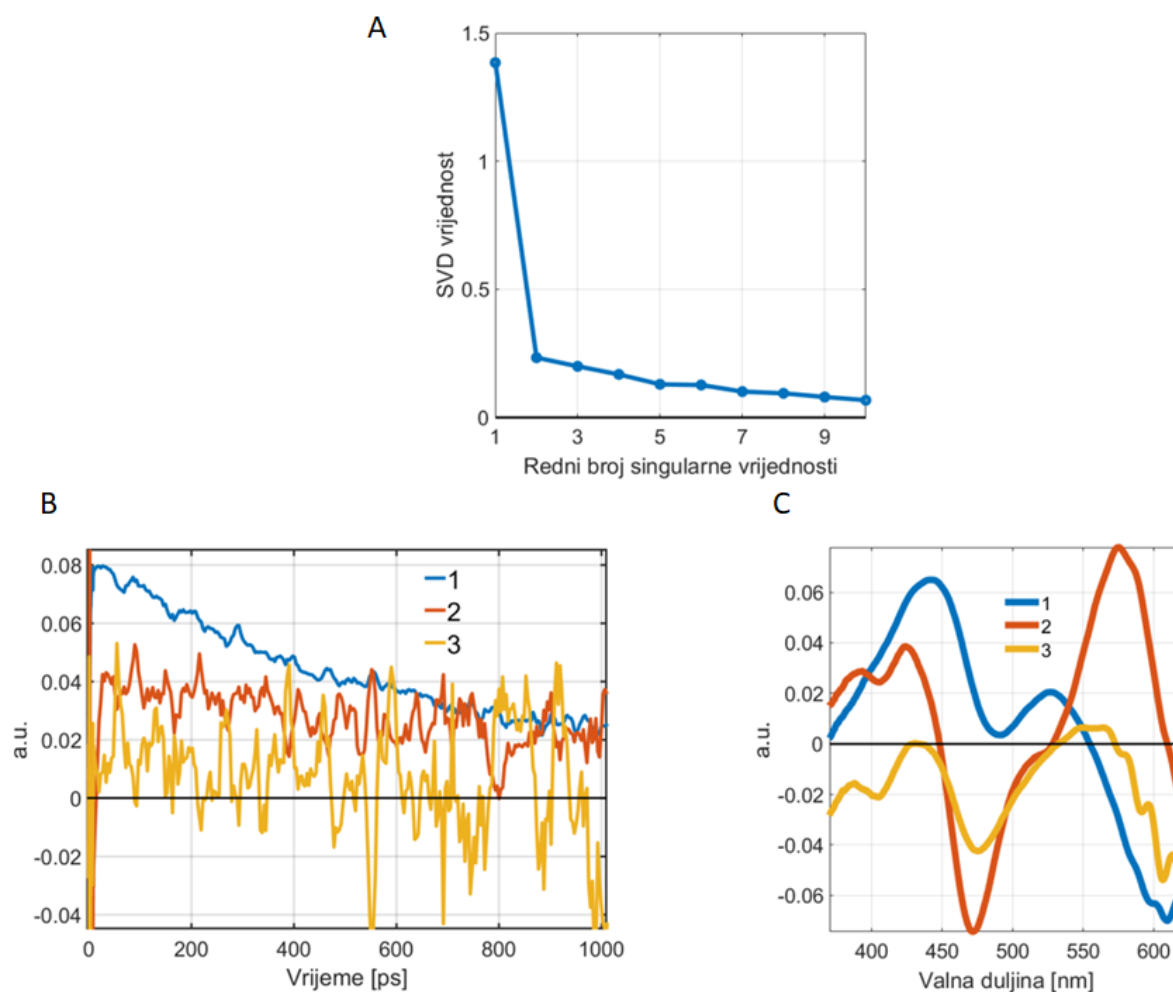 A
1.5
1
0.5
0
SVD vrijednost
1 3 5 7 9
Redni broj singularne vrijednosti
B
0.08
0.06
0.04
0.02
0
-0.02
-0.04
a.u.
1
2
3
0 200 400 600 800 1000
Vrijeme [ps]
C
0.06
0.04
0.02
0
-0.02
-0.04
-0.06
a.u.
1
2
3
400 450 500 550 600
Valna duljina [nm]